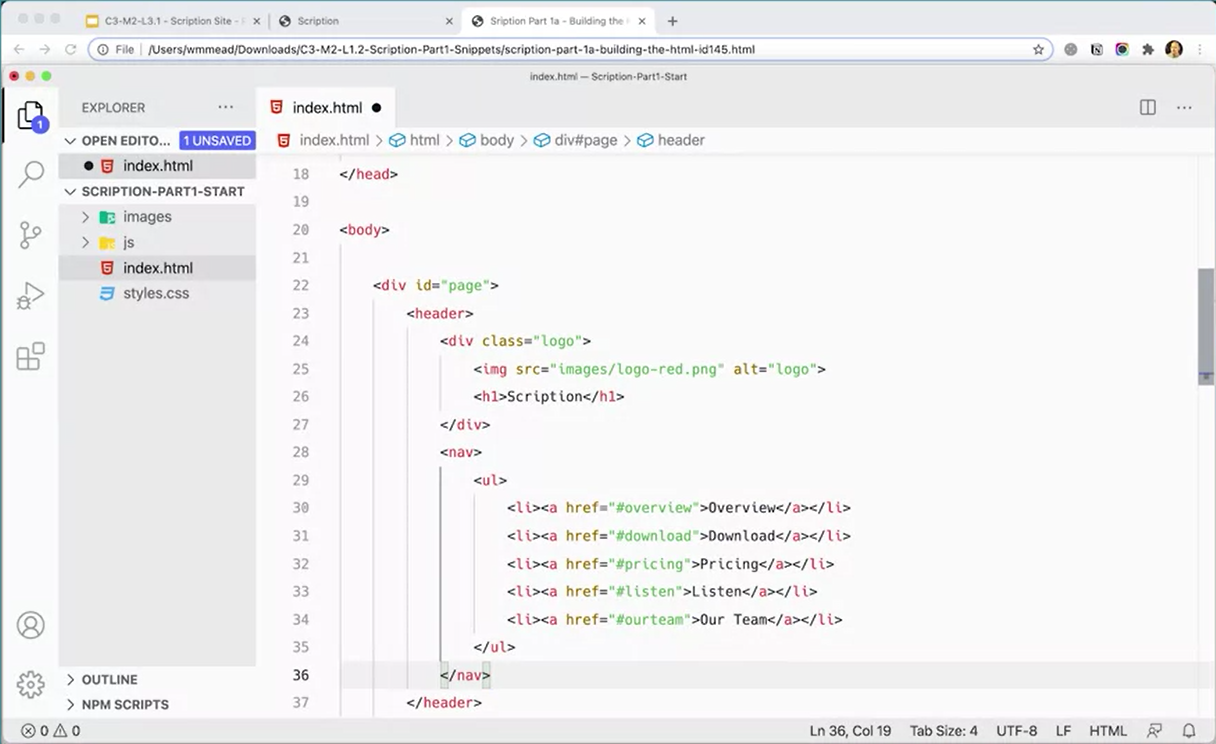 C3-M2-L3.1 - Scription Site -
Scription
Sription Part 1a - Building the
File
/Users/wmmead/Downloads/C3-M2-L1.2-Scription-Part1-Snippets/scription-part-1a-building-the-html-id145.html
index.html — Scription-Part1-Start
EXPLORER
index.html
OPEN EDITO... 1 UNSAVED
index.html > html > body > div#page > header
index.html
SCRIPTION-PART1-START
images
js
index.html
styles.css
18 </head>
19
20 <body>
21
22 <div id="page">
23 <header>
24 <div class="logo">
25 <img src="images/logo-red.png" alt="logo">
26 <h1>Scription</h1>
27 </div>
28 <nav>
29 <ul>
30 <li><a href="#overview">Overview</a></li>
31 <li><a href="#download">Download</a></li>
32 <li><a href="#pricing">Pricing</a></li>
33 <li><a href="#listen">Listen</a></li>
34 <li><a href="#ourteam">Our Team</a></li>
35 </ul>
36 </nav>
37 </header>
1
OUTLINE
NPM SCRIPTS
0 0
Ln 36, Col 19 Tab Size: 4 UTF-8 LF HTML